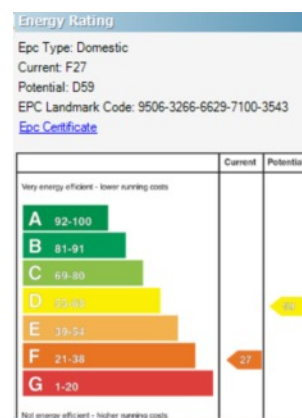 Energy Rating
Epc Type: Domestic
Current: F27
Potential: D59
EPC Landmark Code: 9506-3266-6629-7100-3543
Epc Certificate
Current Potential
Very energy efficient - lower running costs
A 92-100
B 81-91
C 69-80
D
E 39-54
F 21-38
27
G 1-20
Not energy efficient - higher running costs